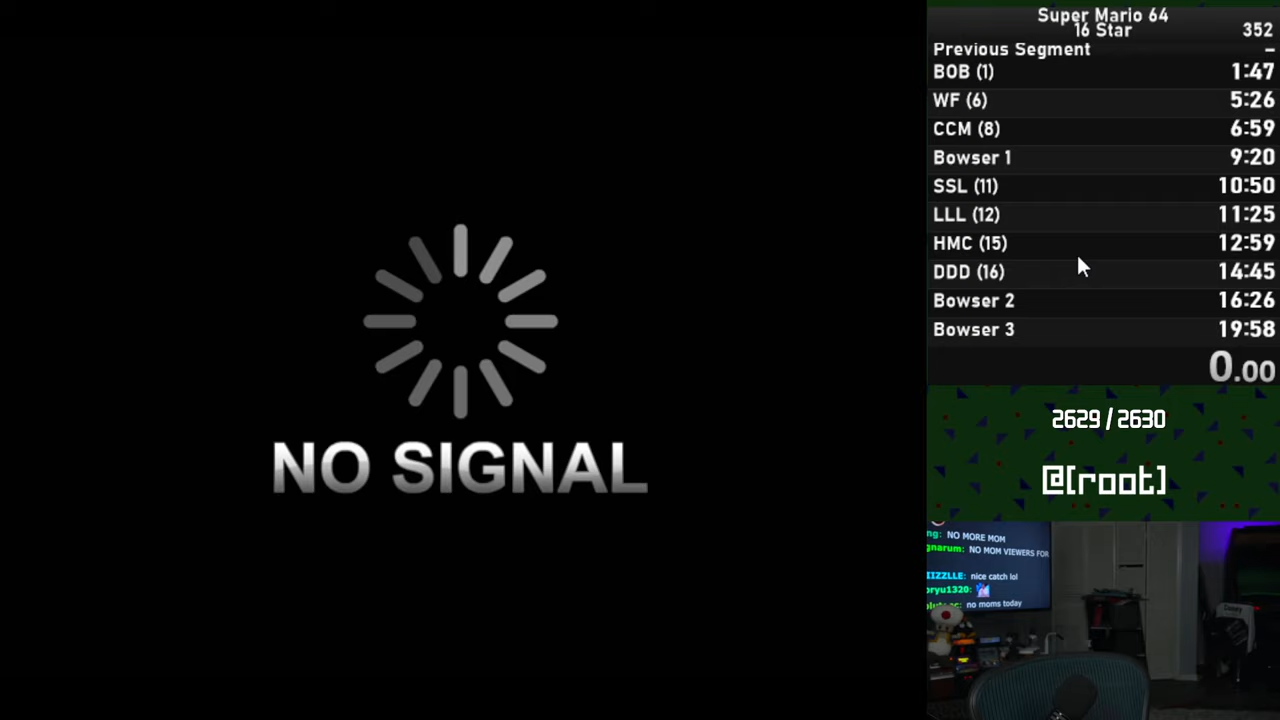 NO SIGNAL
Super Mario 64
16 Star 352
Previous Segment –
BOB (1) 1:47
WF (6) 5:26
CCM (8) 6:59
Bowser 1 9:20
SSL (11) 10:50
LLL (12) 11:25
HMC (15) 12:59
DDD (16) 14:45
Bowser 2 16:26
Bowser 3 19:58
0.00
2629 / 2630
@[root]
NO MORE MOM
NO MOM VIEWERS FOR
nice catch lol
no moms today